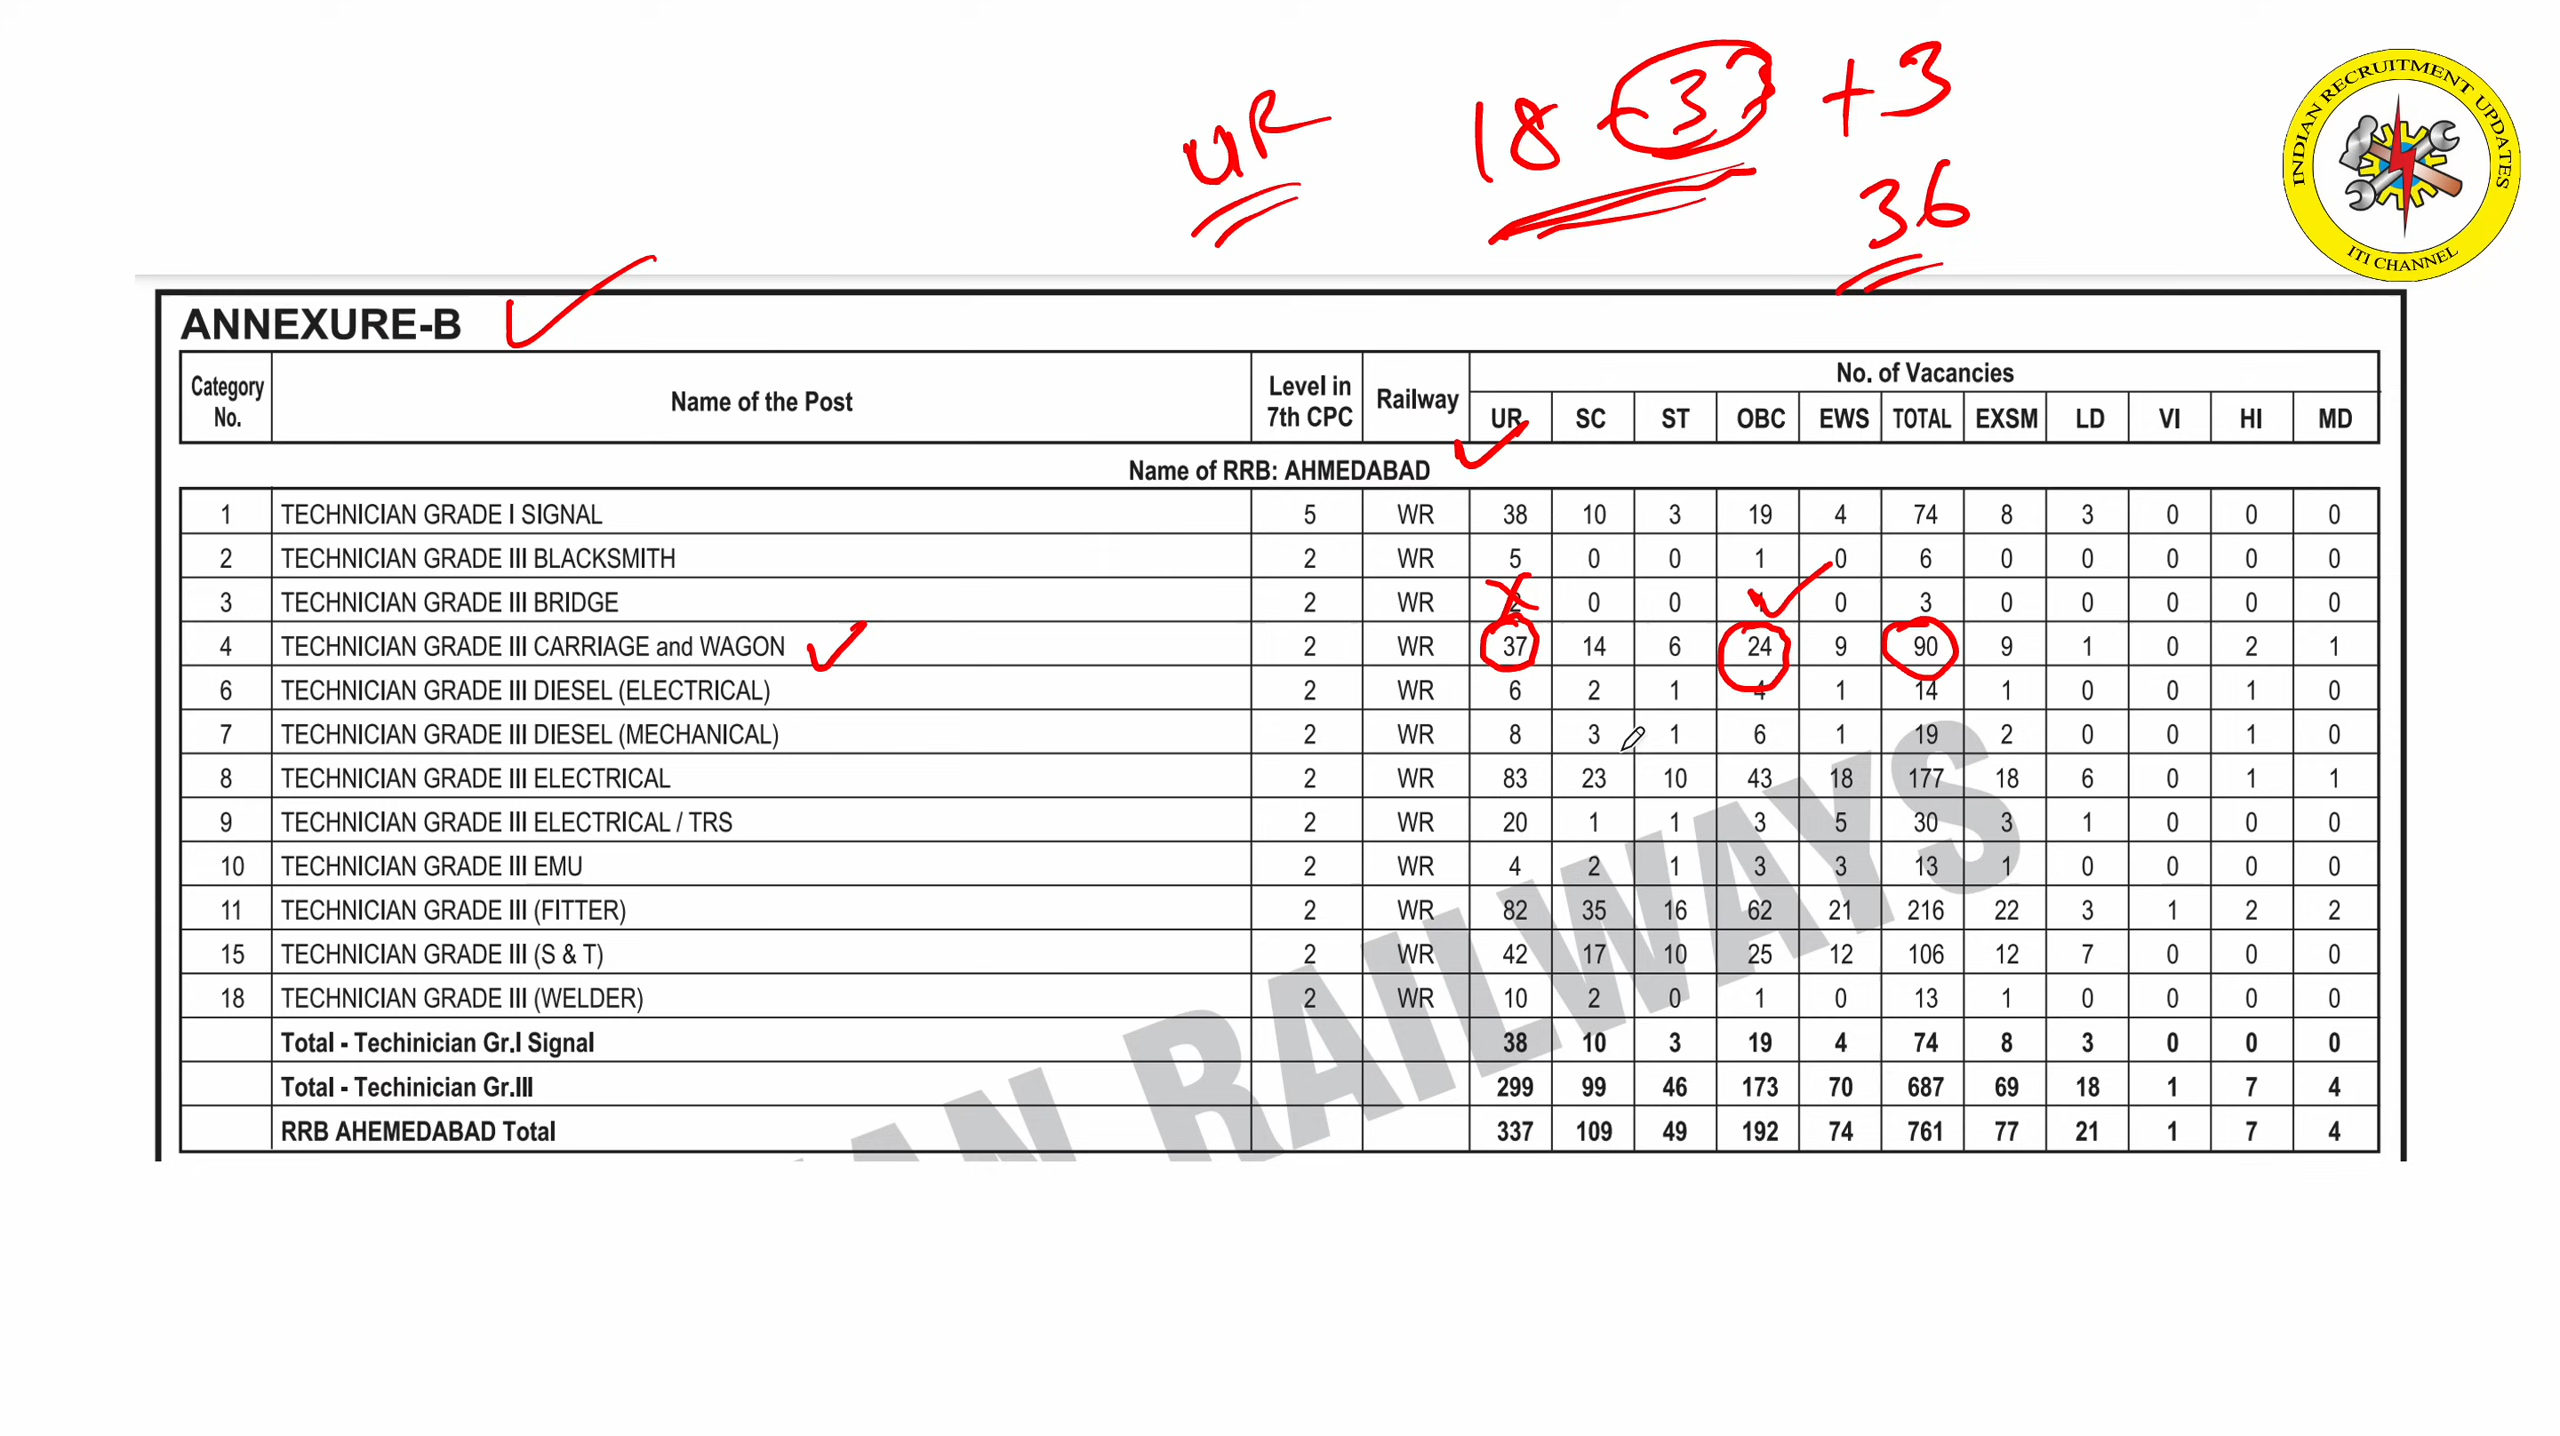 UR 18-33 +3
36
INDIAN RECRUITMENT UPDATES
ITI CHANNEL
ANNEXURE-B
Category No. Name of the Post Level in 7th CPC Railway No. of Vacancies
UR SC ST OBC EWS TOTAL EXSM LD VI HI MD
Name of RRB: AHMEDABAD
1 TECHNICIAN GRADE I SIGNAL 5 WR 38 10 3 19 4 74 8 3 0 0 0
2 TECHNICIAN GRADE III BLACKSMITH 2 WR 5 0 0 1 0 6 0 0 0 0 0
3 TECHNICIAN GRADE III BRIDGE 2 WR 2 0 0 1 0 3 0 0 0 0 0
4 TECHNICIAN GRADE III CARRIAGE and WAGON 2 WR 37 14 6 24 9 90 9 1 0 2 1
6 TECHNICIAN GRADE III DIESEL (ELECTRICAL) 2 WR 6 2 1 4 1 14 1 0 0 1 0
7 TECHNICIAN GRADE III DIESEL (MECHANICAL) 2 WR 8 3 1 6 1 19 2 0 0 1 0
8 TECHNICIAN GRADE III ELECTRICAL 2 WR 83 23 10 43 18 177 18 6 0 1 1
9 TECHNICIAN GRADE III ELECTRICAL / TRS 2 WR 20 1 1 3 5 30 3 1 0 0 0
10 TECHNICIAN GRADE III EMU 2 WR 4 2 1 3 3 13 1 0 0 0 0
11 TECHNICIAN GRADE III (FITTER) 2 WR 82 35 16 62 21 216 22 3 1 2 2
15 TECHNICIAN GRADE III (S & T) 2 WR 42 17 10 25 12 106 12 7 0 0 0
18 TECHNICIAN GRADE III (WELDER) 2 WR 10 2 0 1 0 13 1 0 0 0 0
Total - Techinician Gr.I Signal 38 10 3 19 4 74 8 3 0 0 0
Total - Techinician Gr.III 299 99 46 173 70 687 69 18 1 7 4
RRB AHEMEDABAD Total 337 109 49 192 74 761 77 21 1 7 4
AN RAILWAYS